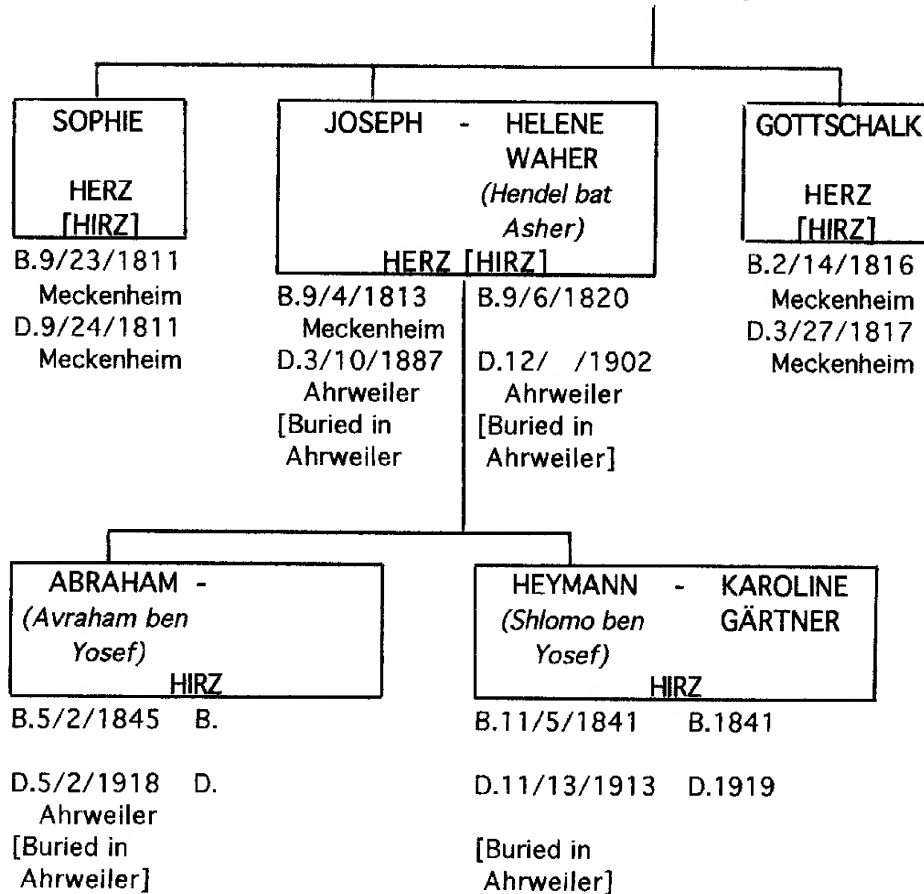 SOPHIE
HERZ
[HIRZ]
B.9/23/1811
Meckenheim
D.9/24/1811
Meckenheim
JOSEPH - HELENE
WAHER
(Hendel bat
Asher)
HERZ [HIRZ]
B.9/4/1813 B.9/6/1820
Meckenheim
D.3/10/1887 D.12/ /1902
Ahrweiler Ahrweiler
[Buried in [Buried in
Ahrweiler Ahrweiler]
GOTTSCHALK
HERZ
[HIRZ]
B.2/14/1816
Meckenheim
D.3/27/1817
Meckenheim
ABRAHAM -
(Avraham ben
Yosef)
HIRZ
B.5/2/1845 B.
D.5/2/1918 D.
Ahrweiler
[Buried in
Ahrweiler]
HEYMANN - KAROLINE
(Shlomo ben GÄRTNER
Yosef)
HIRZ
B.11/5/1841 B.1841
D.11/13/1913 D.1919
[Buried in
Ahrweiler]